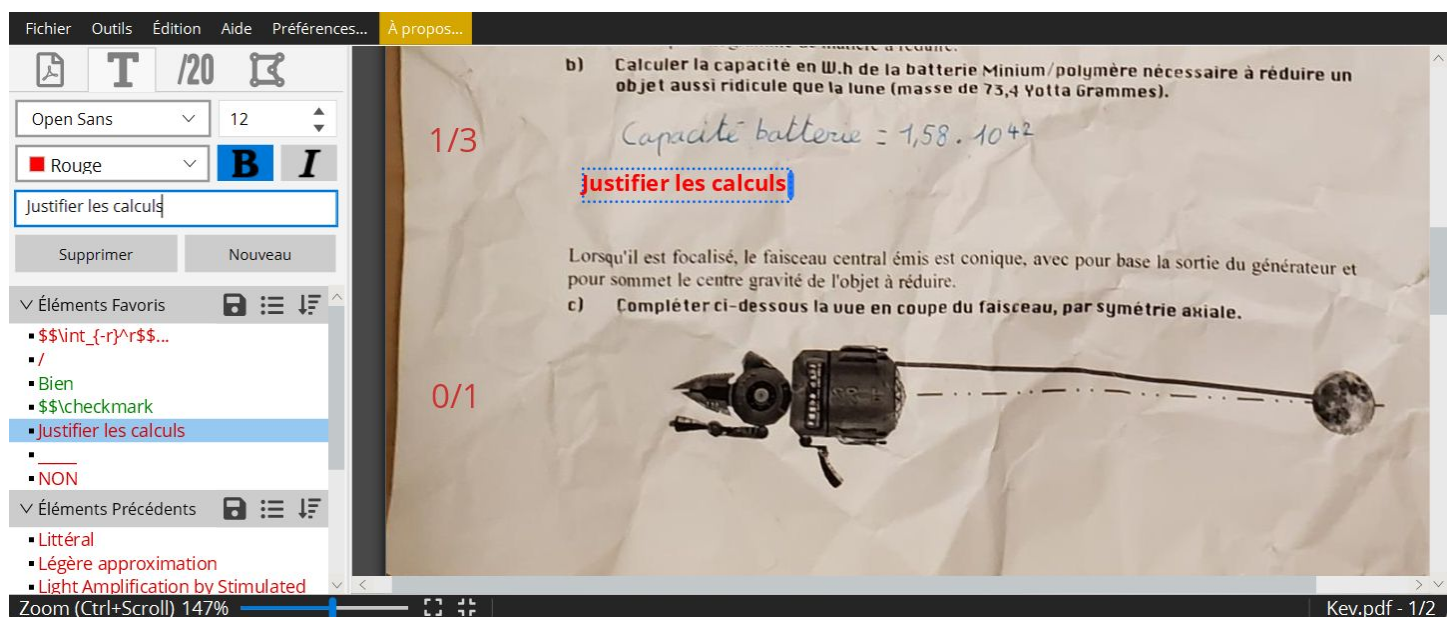 Fichier Outils Édition Aide Préférences... À propos...
T /20
Open Sans 12
Rouge B I
Justifier les calculs
Supprimer Nouveau
Éléments Favoris
$$\int_{-r}^r$$...
/
Bien
$$\checkmark
Justifier les calculs
____
NON
Éléments Précédents
Littéral
Légère approximation
Light Amplification by Stimulated
b) Calculer la capacité en W.h de la batterie Minium/polymère nécessaire à réduire un
objet aussi ridicule que la lune (masse de 73,4 Yotta Grammes).
1/3
Capacité batterie = 1,58 . 10⁴²
Justifier les calculs
Lorsqu'il est focalisé, le faisceau central émis est conique, avec pour base la sortie du générateur et
pour sommet le centre gravité de l'objet à réduire.
c) Compléter ci-dessous la vue en coupe du faisceau, par symétrie axiale.
0/1
Zoom (Ctrl+Scroll) 147%
Kev.pdf - 1/2